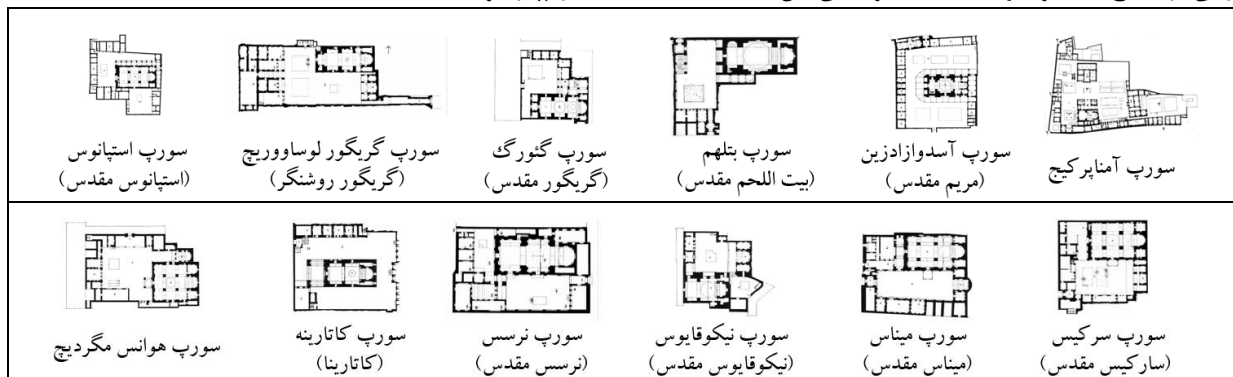 سورپ آمناپرکیج
سورپ آسدوازادزین
(مریم مقدس)
سورپ بتلهم
(بیت اللحم مقدس)
سورپ گئورگ
(گریگور مقدس)
سورپ گریگور لوساووریچ
(گریگور روشنگر)
سورپ استپانوس
(استپانوس مقدس)
سورپ سرکیس
(سارکیس مقدس)
سورپ میناس
(میناس مقدس)
سورپ نیکوقایوس
(نیکوقایوس مقدس)
سورپ نرسس
(نرسس مقدس)
سورپ کاتارینه
(کاتارینا)
سورپ هوانس مگردیچ